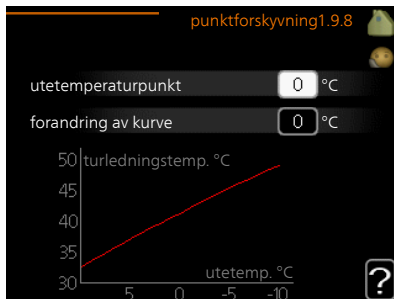 punktforskyvning1.9.8
utetemperaturpunkt 0 °C
forandring av kurve 0 °C
50 turledningstemp. °C
45
40
35
30
utetemp. °C
5 0 -5 -10
?